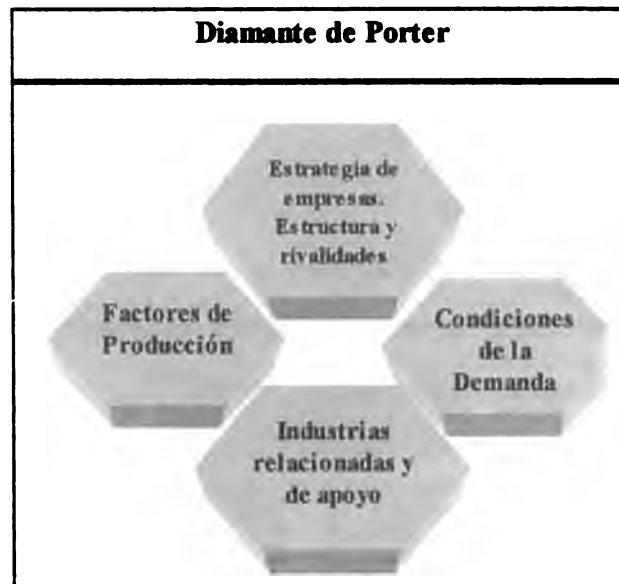 Diamante de Porter
Estrategia de
empresas.
Estructura y
rivalidades
Factores de
Producción
Condiciones
de la
Demanda
Industrias
relacionadas y
de apoyo